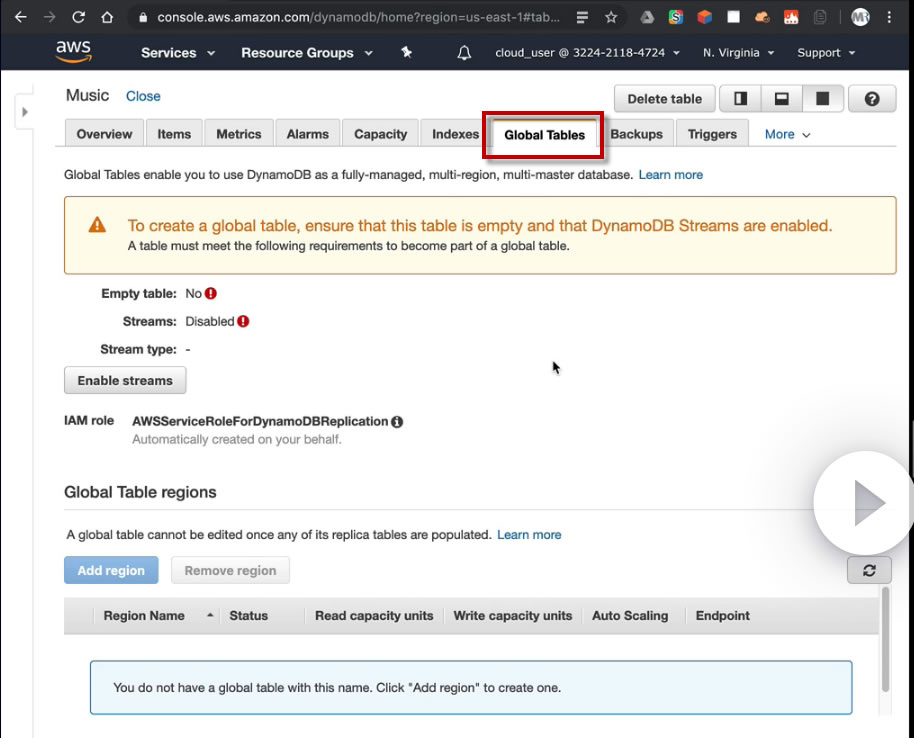 console.aws.amazon.com/dynamodb/home?region=us-east-1#tab...
MR
aws
Services
Resource Groups
cloud_user @ 3224-2118-4724
N. Virginia
Support
Music
Close
Delete table
?
Overview
Items
Metrics
Alarms
Capacity
Indexes
Global Tables
Backups
Triggers
More
Global Tables enable you to use DynamoDB as a fully-managed, multi-region, multi-master database. Learn more
To create a global table, ensure that this table is empty and that DynamoDB Streams are enabled.
A table must meet the following requirements to become part of a global table.
Empty table: No
Streams: Disabled
Stream type: -
Enable streams
IAM role AWSServiceRoleForDynamoDBReplication
Automatically created on your behalf.
Global Table regions
A global table cannot be edited once any of its replica tables are populated. Learn more
Add region
Remove region
Region Name
Status
Read capacity units
Write capacity units
Auto Scaling
Endpoint
You do not have a global table with this name. Click "Add region" to create one.